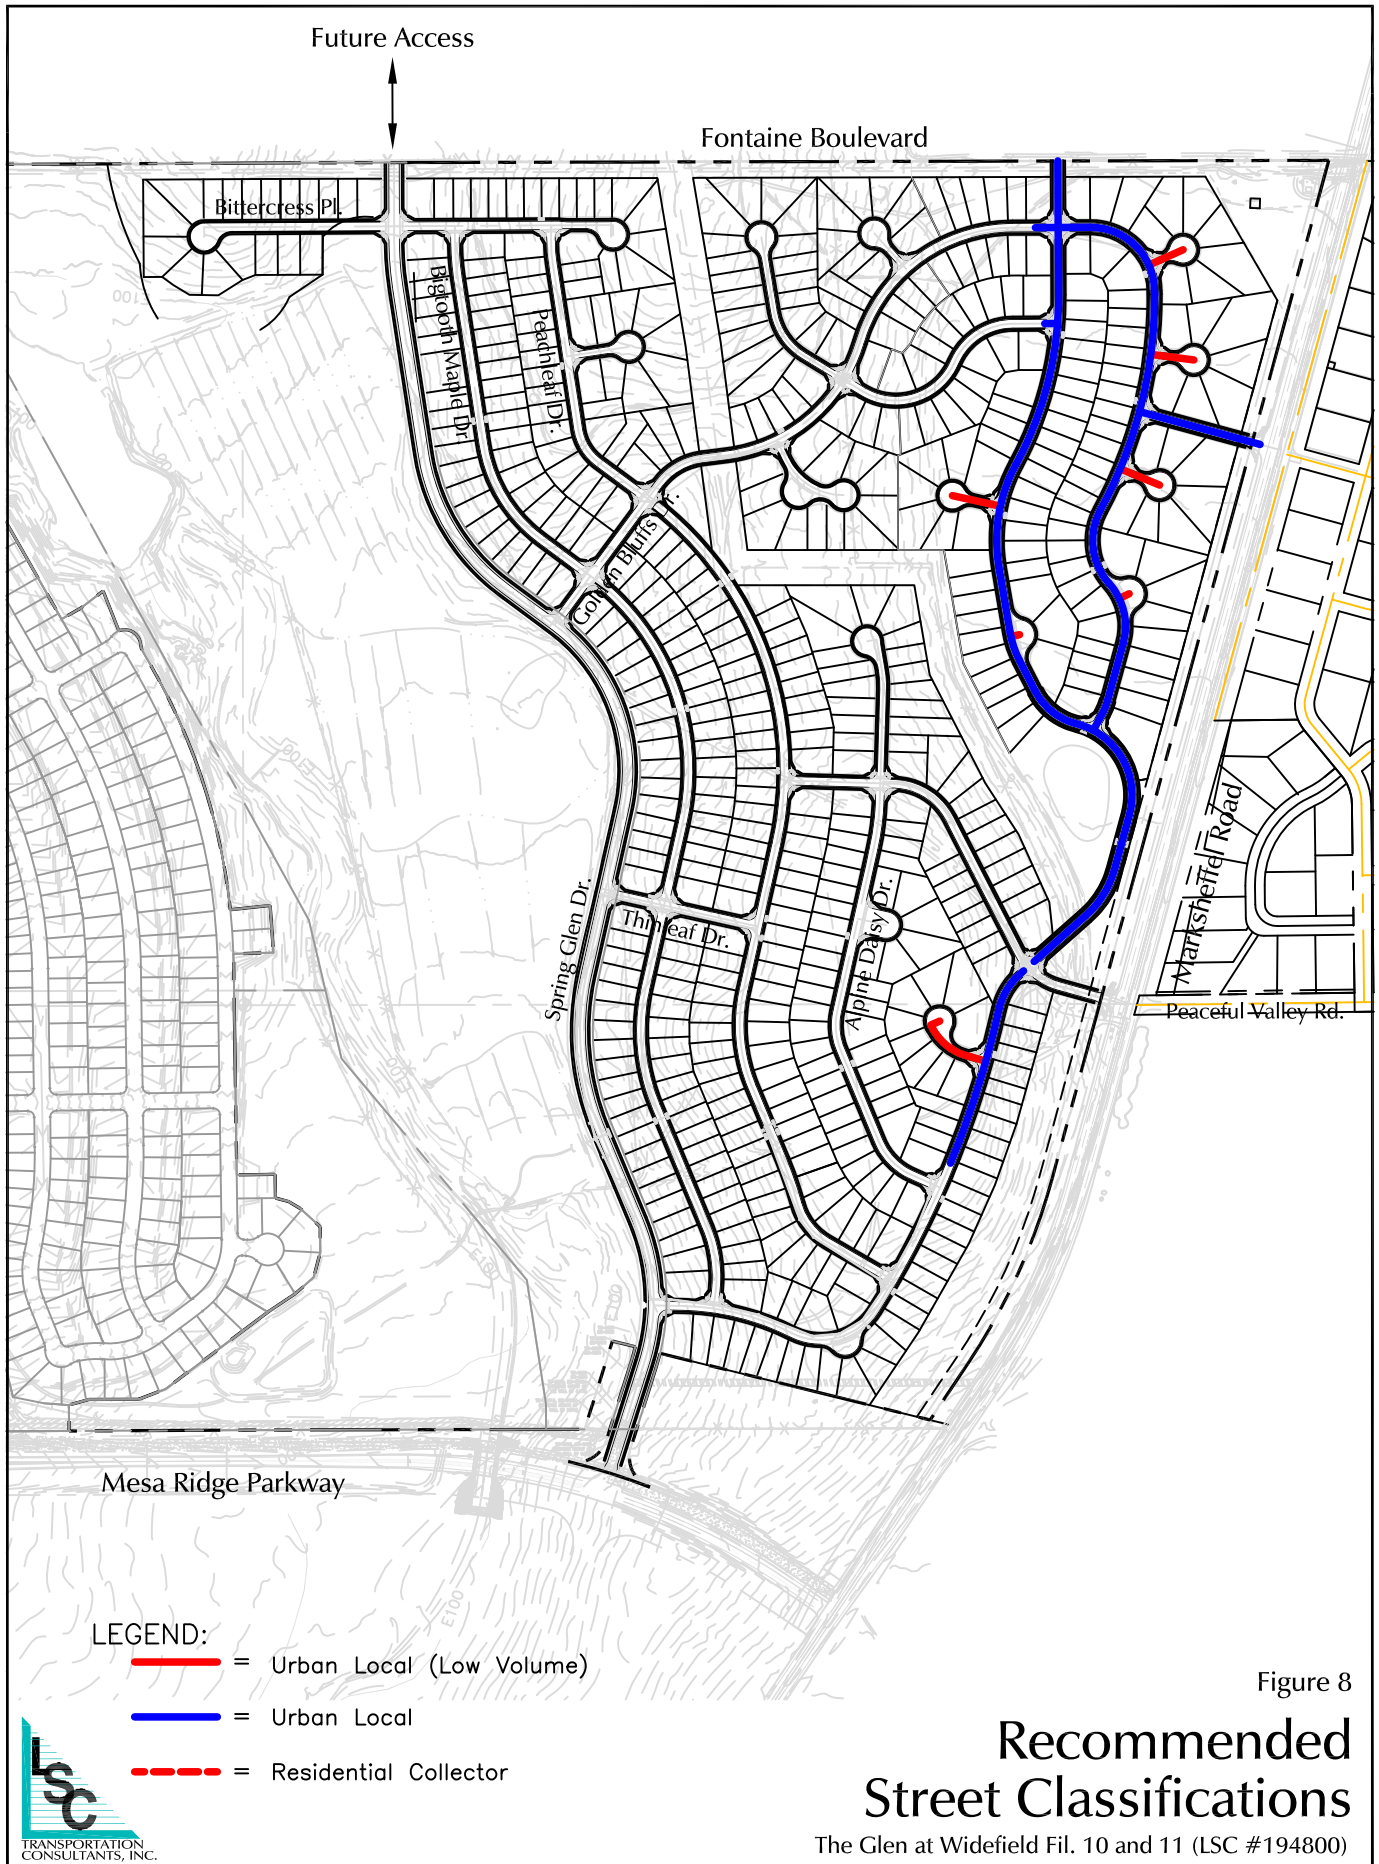 Future Access
Fontaine Boulevard
Bittercress Pl.
Bigtooth Maple Dr.
Peachleaf Dr.
Golden Bluffs Dr.
Thinleaf Dr.
Spring Glen Dr.
Alpine Daisy Dr.
Marksheffel Road
Peaceful Valley Rd.
Mesa Ridge Parkway
E100
LEGEND:
= Urban Local (Low Volume)
= Urban Local
= Residential Collector
LSC
TRANSPORTATION
CONSULTANTS, INC.
Figure 8
Recommended
Street Classifications
The Glen at Widefield Fil. 10 and 11 (LSC #194800)